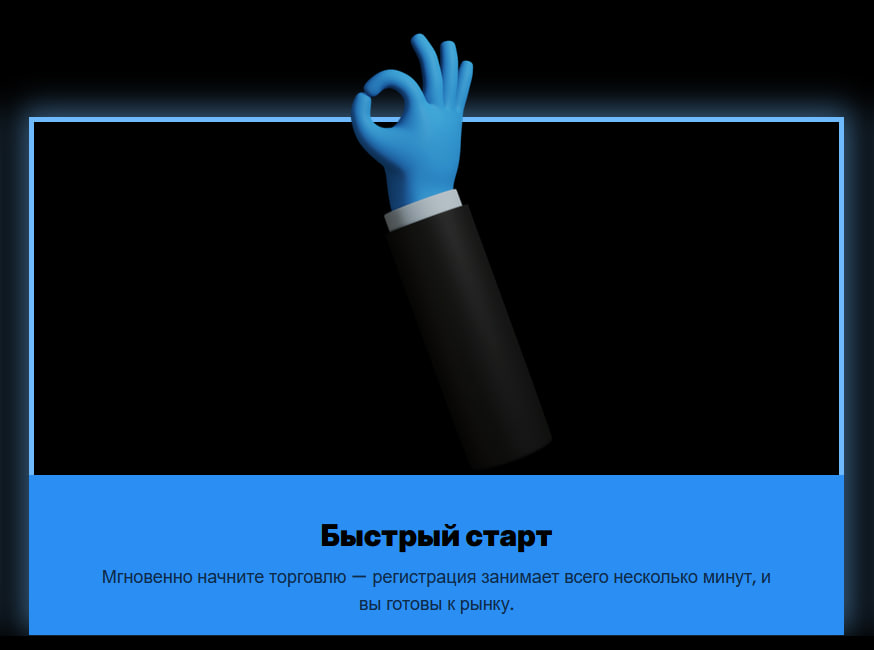 Быстрый старт
Мгновенно начните торговлю — регистрация занимает всего несколько минут, и
вы готовы к рынку.